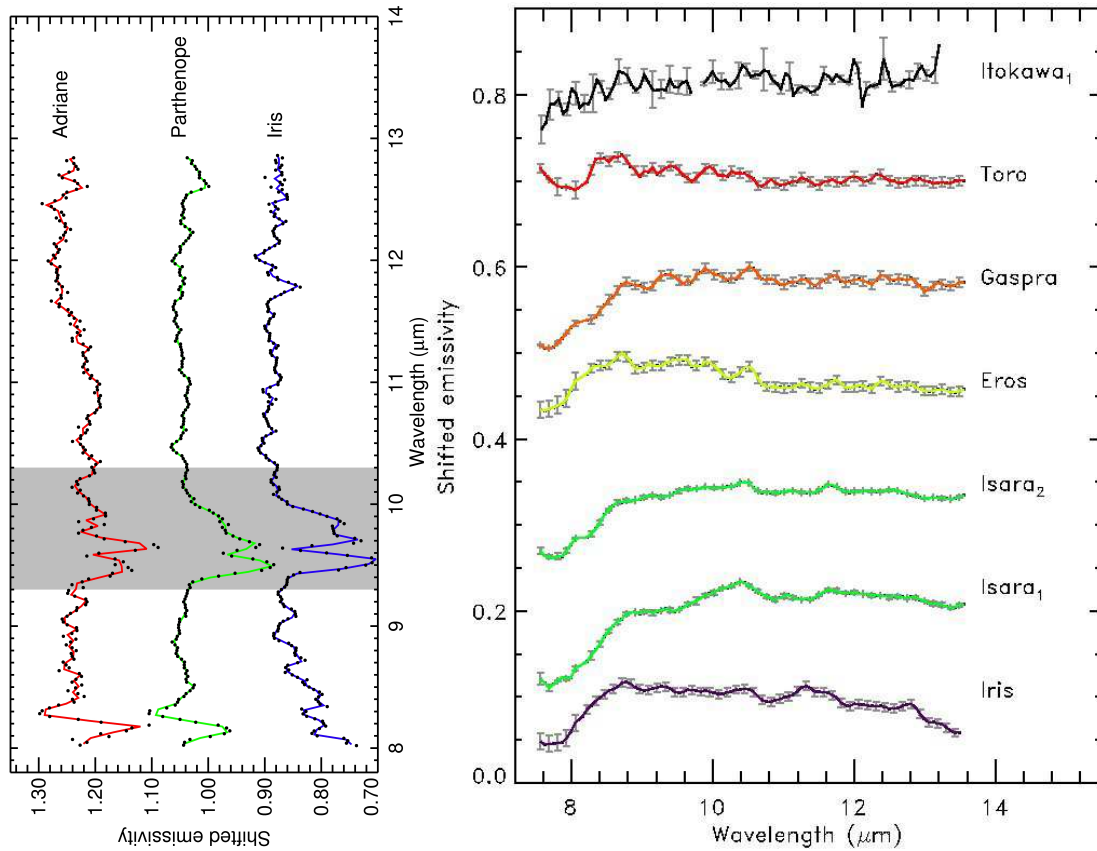 Adriane
Parthenope
Iris
1.30
1.20
1.10
1.00
0.90
0.80
0.70
Shifted emissivity
8
9
10
11
12
13
14
Wavelength (μm)
Itokawa1
Toro
Gaspra
Eros
Isara2
Isara1
Iris
0.8
0.6
0.4
0.2
0.0
Shifted emissivity
8
10
12
14
Wavelength (μm)